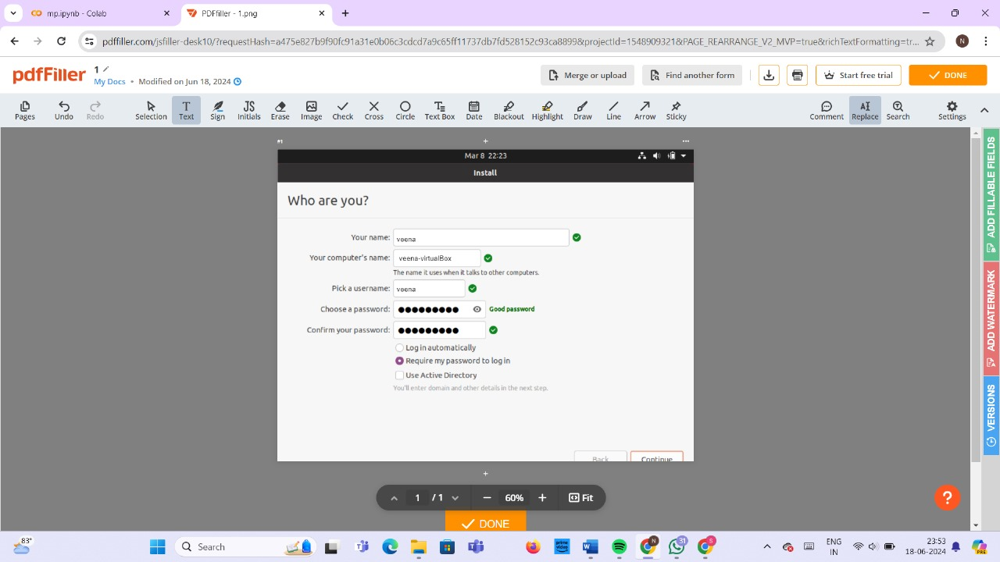 mp.ipynb - Colab
PDFfiller - 1.png
pdffiller.com/jsfiller-desk10/?requestHash=a475e827b9f90fc91a31e0b06c3cdcd7a9c65ff11737db7fd528152c93ca8899&projectId=1548909321&PAGE_REARRANGE_V2_MVP=true&richTextFormatting=tr...
N
pdfFiller
1
My Docs • Modified on Jun 18, 2024
Merge or upload
Find another form
Start free trial
DONE
Pages
Undo
Redo
Selection
Text
Sign
Initials
Erase
Image
Check
Cross
Circle
Text Box
Date
Blackout
Highlight
Draw
Line
Arrow
Sticky
Comment
Replace
Search
Settings
#1
Mar 8 22:23
Install
Who are you?
Your name: veena
Your computer's name: veena-virtualBox
The name it uses when it talks to other computers.
Pick a username: veena
Choose a password: ●●●●●●●●● Good password
Confirm your password: ●●●●●●●●●
Log in automatically
Require my password to log in
Use Active Directory
You'll enter domain and other details in the next step.
Back
Continue
ADD FILLABLE FIELDS
ADD WATERMARK
VERSIONS
1 / 1
60%
Fit
DONE
?
83°
Search
31
ENG
IN
23:53
18-06-2024